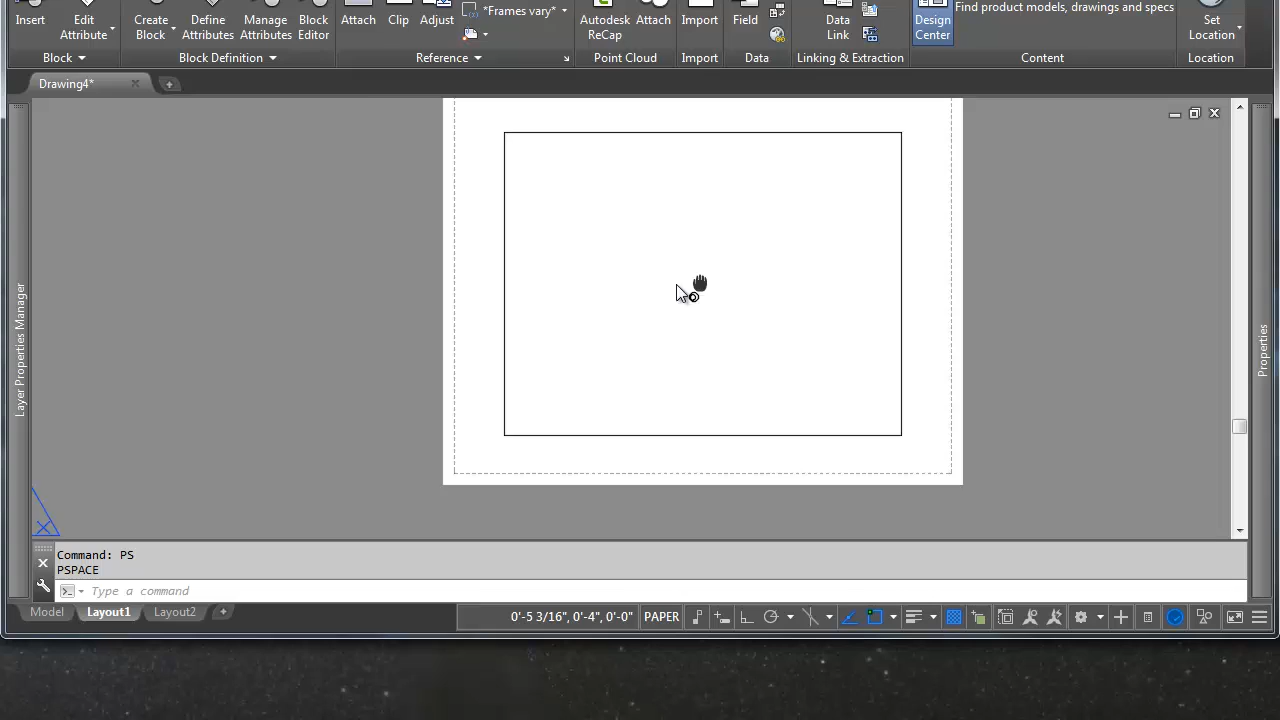 Insert
Edit
Attribute
Create
Block
Define
Attributes
Manage
Attributes
Block
Editor
Attach
Clip
Adjust
*Frames vary*
Autodesk
ReCap
Attach
Import
Field
Data
Link
Design
Center
Find product models, drawings and specs
Set
Location
Block
Block Definition
Reference
Point Cloud
Import
Data
Linking & Extraction
Content
Location
Drawing4*
Layer Properties Manager
Properties
Command: PS
PSPACE
Type a command
Model
Layout1
Layout2
0'-5 3/16", 0'-4", 0'-0"
PAPER